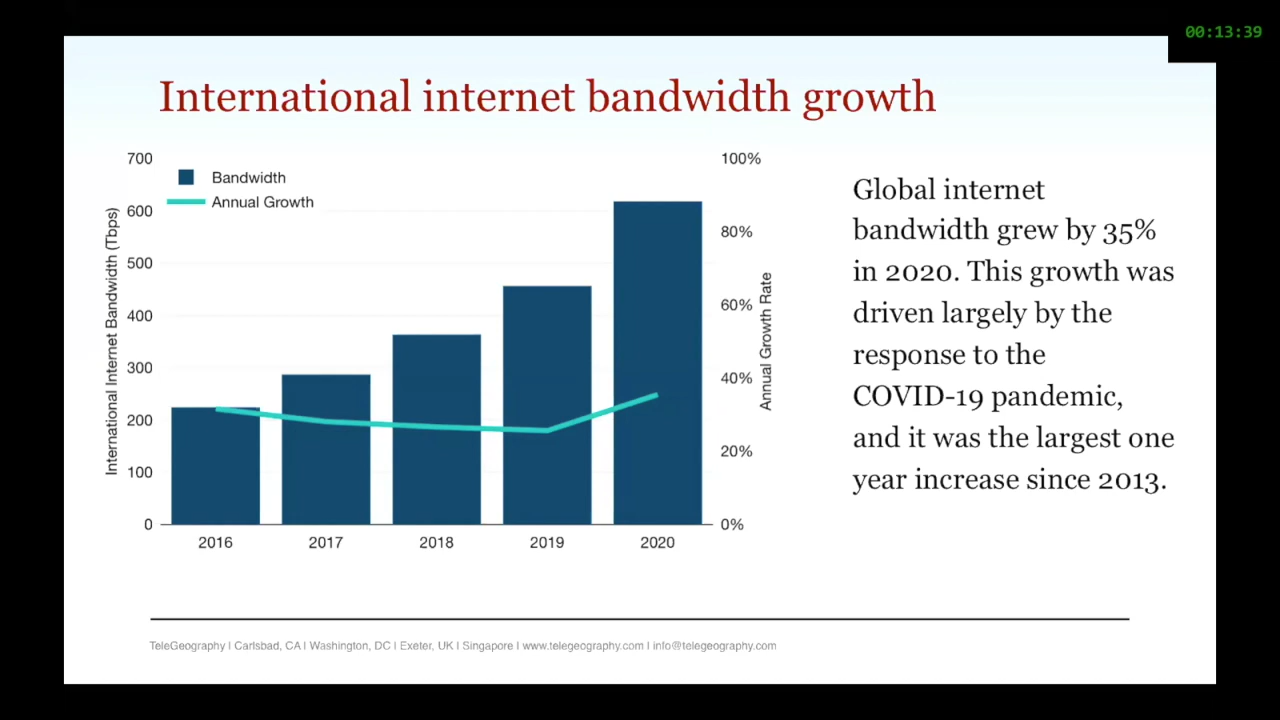 00:13:39
International internet bandwidth growth
700
600
500
400
300
200
100
0
International Internet Bandwidth (Tbps)
Bandwidth
Annual Growth
100%
80%
60%
40%
20%
0%
Annual Growth Rate
2016 2017 2018 2019 2020
Global internet
bandwidth grew by 35%
in 2020. This growth was
driven largely by the
response to the
COVID-19 pandemic,
and it was the largest one
year increase since 2013.
TeleGeography | Carlsbad, CA | Washington, DC | Exeter, UK | Singapore | www.telegeography.com | info@telegeography.com